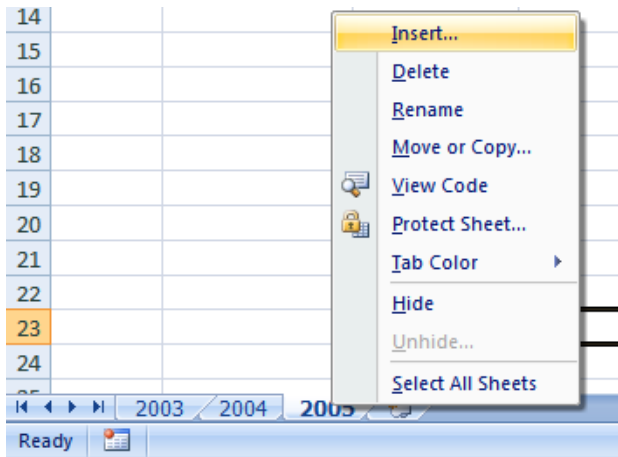 14
Insert...
15
Delete
16
Rename
17
Move or Copy...
18
19
View Code
20
Protect Sheet...
21
Tab Color
22
Hide
23
Unhide...
24
Select All Sheets
25
2003 2004 2005
Ready